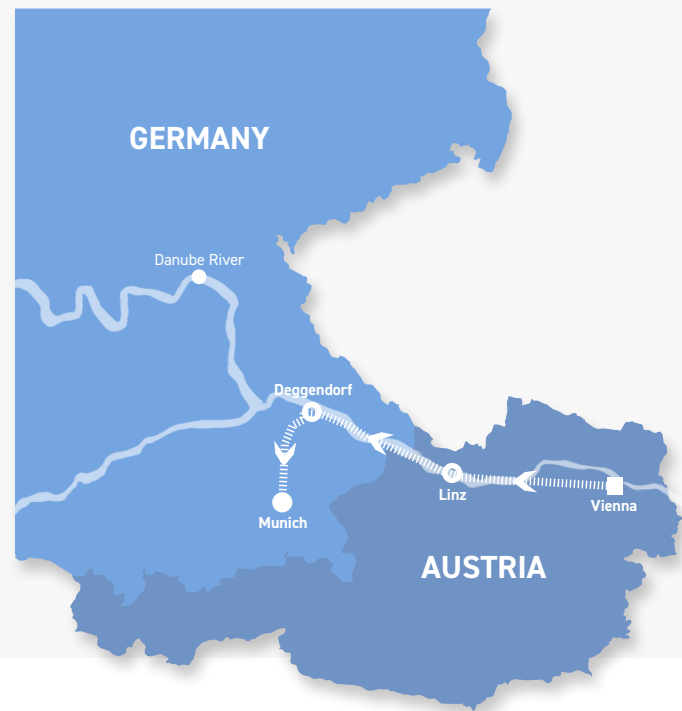 GERMANY
Danube River
Deggendorf
Linz
Vienna
Munich
AUSTRIA